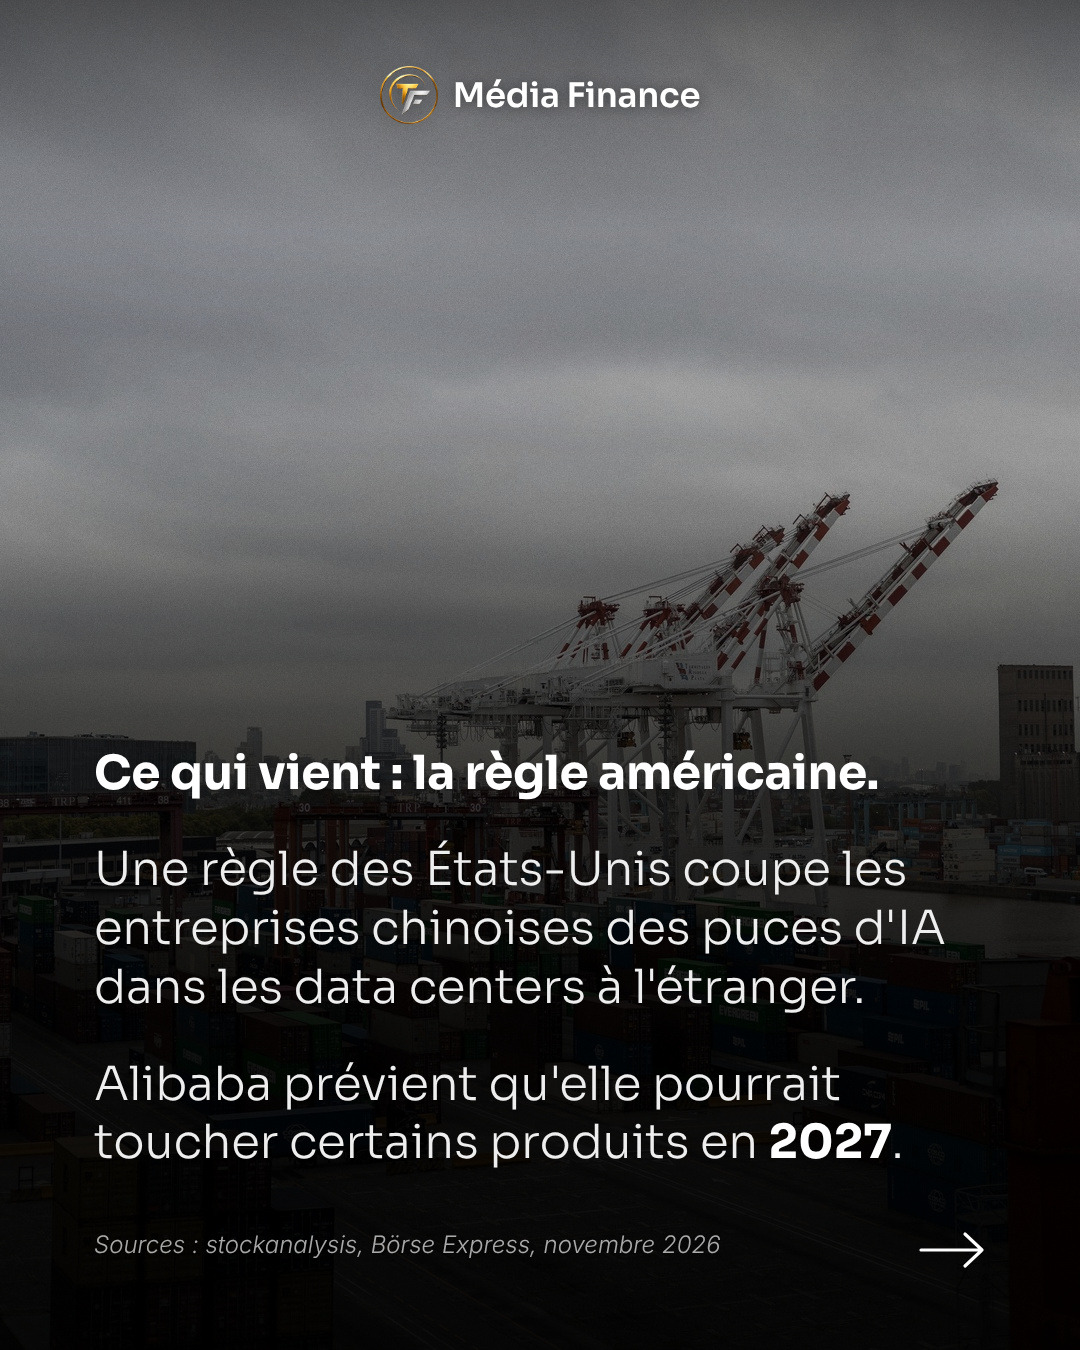 TF Média Finance
Ce qui vient : la règle américaine.
Une règle des États-Unis coupe les
entreprises chinoises des puces d'IA
dans les data centers à l'étranger.
Alibaba prévient qu'elle pourrait
toucher certains produits en 2027.
Sources : stockanalysis, Börse Express, novembre 2026